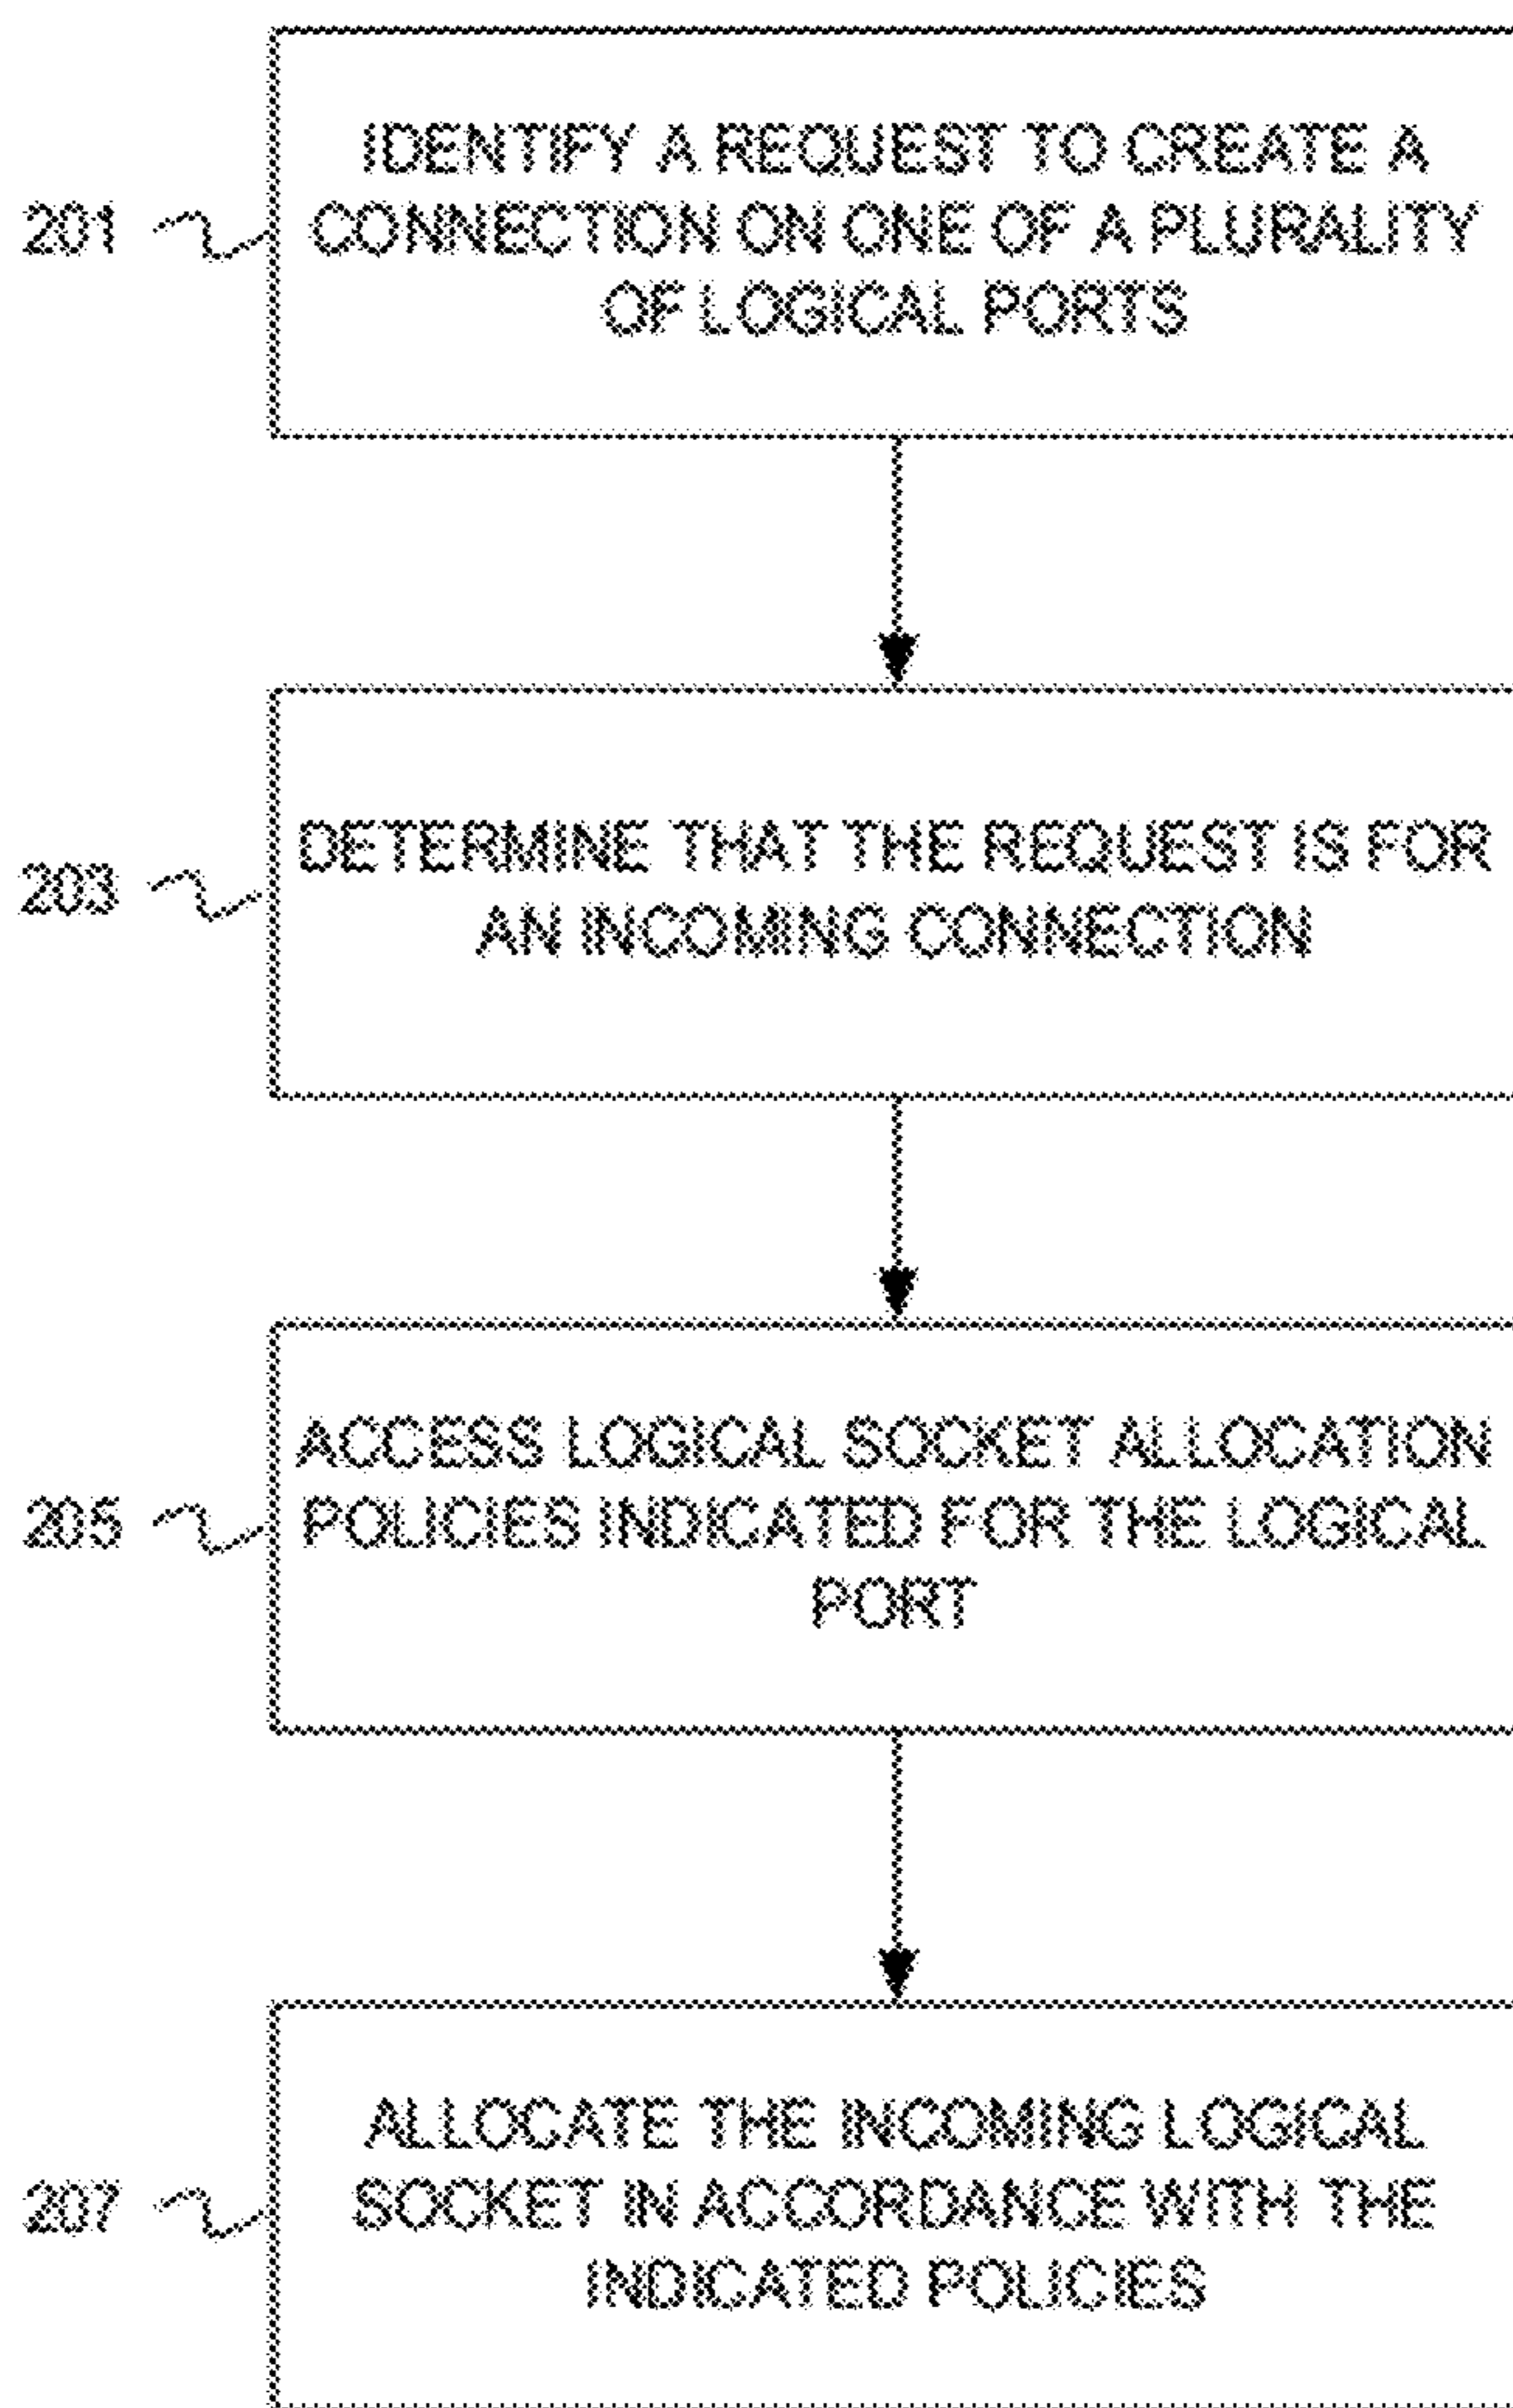 IDENTIFY A REQUEST TO CREATE A
201
CONNECTION ON ONE OF A PLURALITY
OF LOGICAL PORTS
DETERMINE THAT THE REQUEST IS FOR
203
AN INCOMING CONNECTION
ACCESS LOGICAL SOCKET ALLOCATION
205
POLICIES INDICATED FOR THE LOGICAL
PORT
ALLOCATE THE INCOMING LOGICAL
207
SOCKET IN ACCORDANCE WITH THE
INDICATED POLICIES